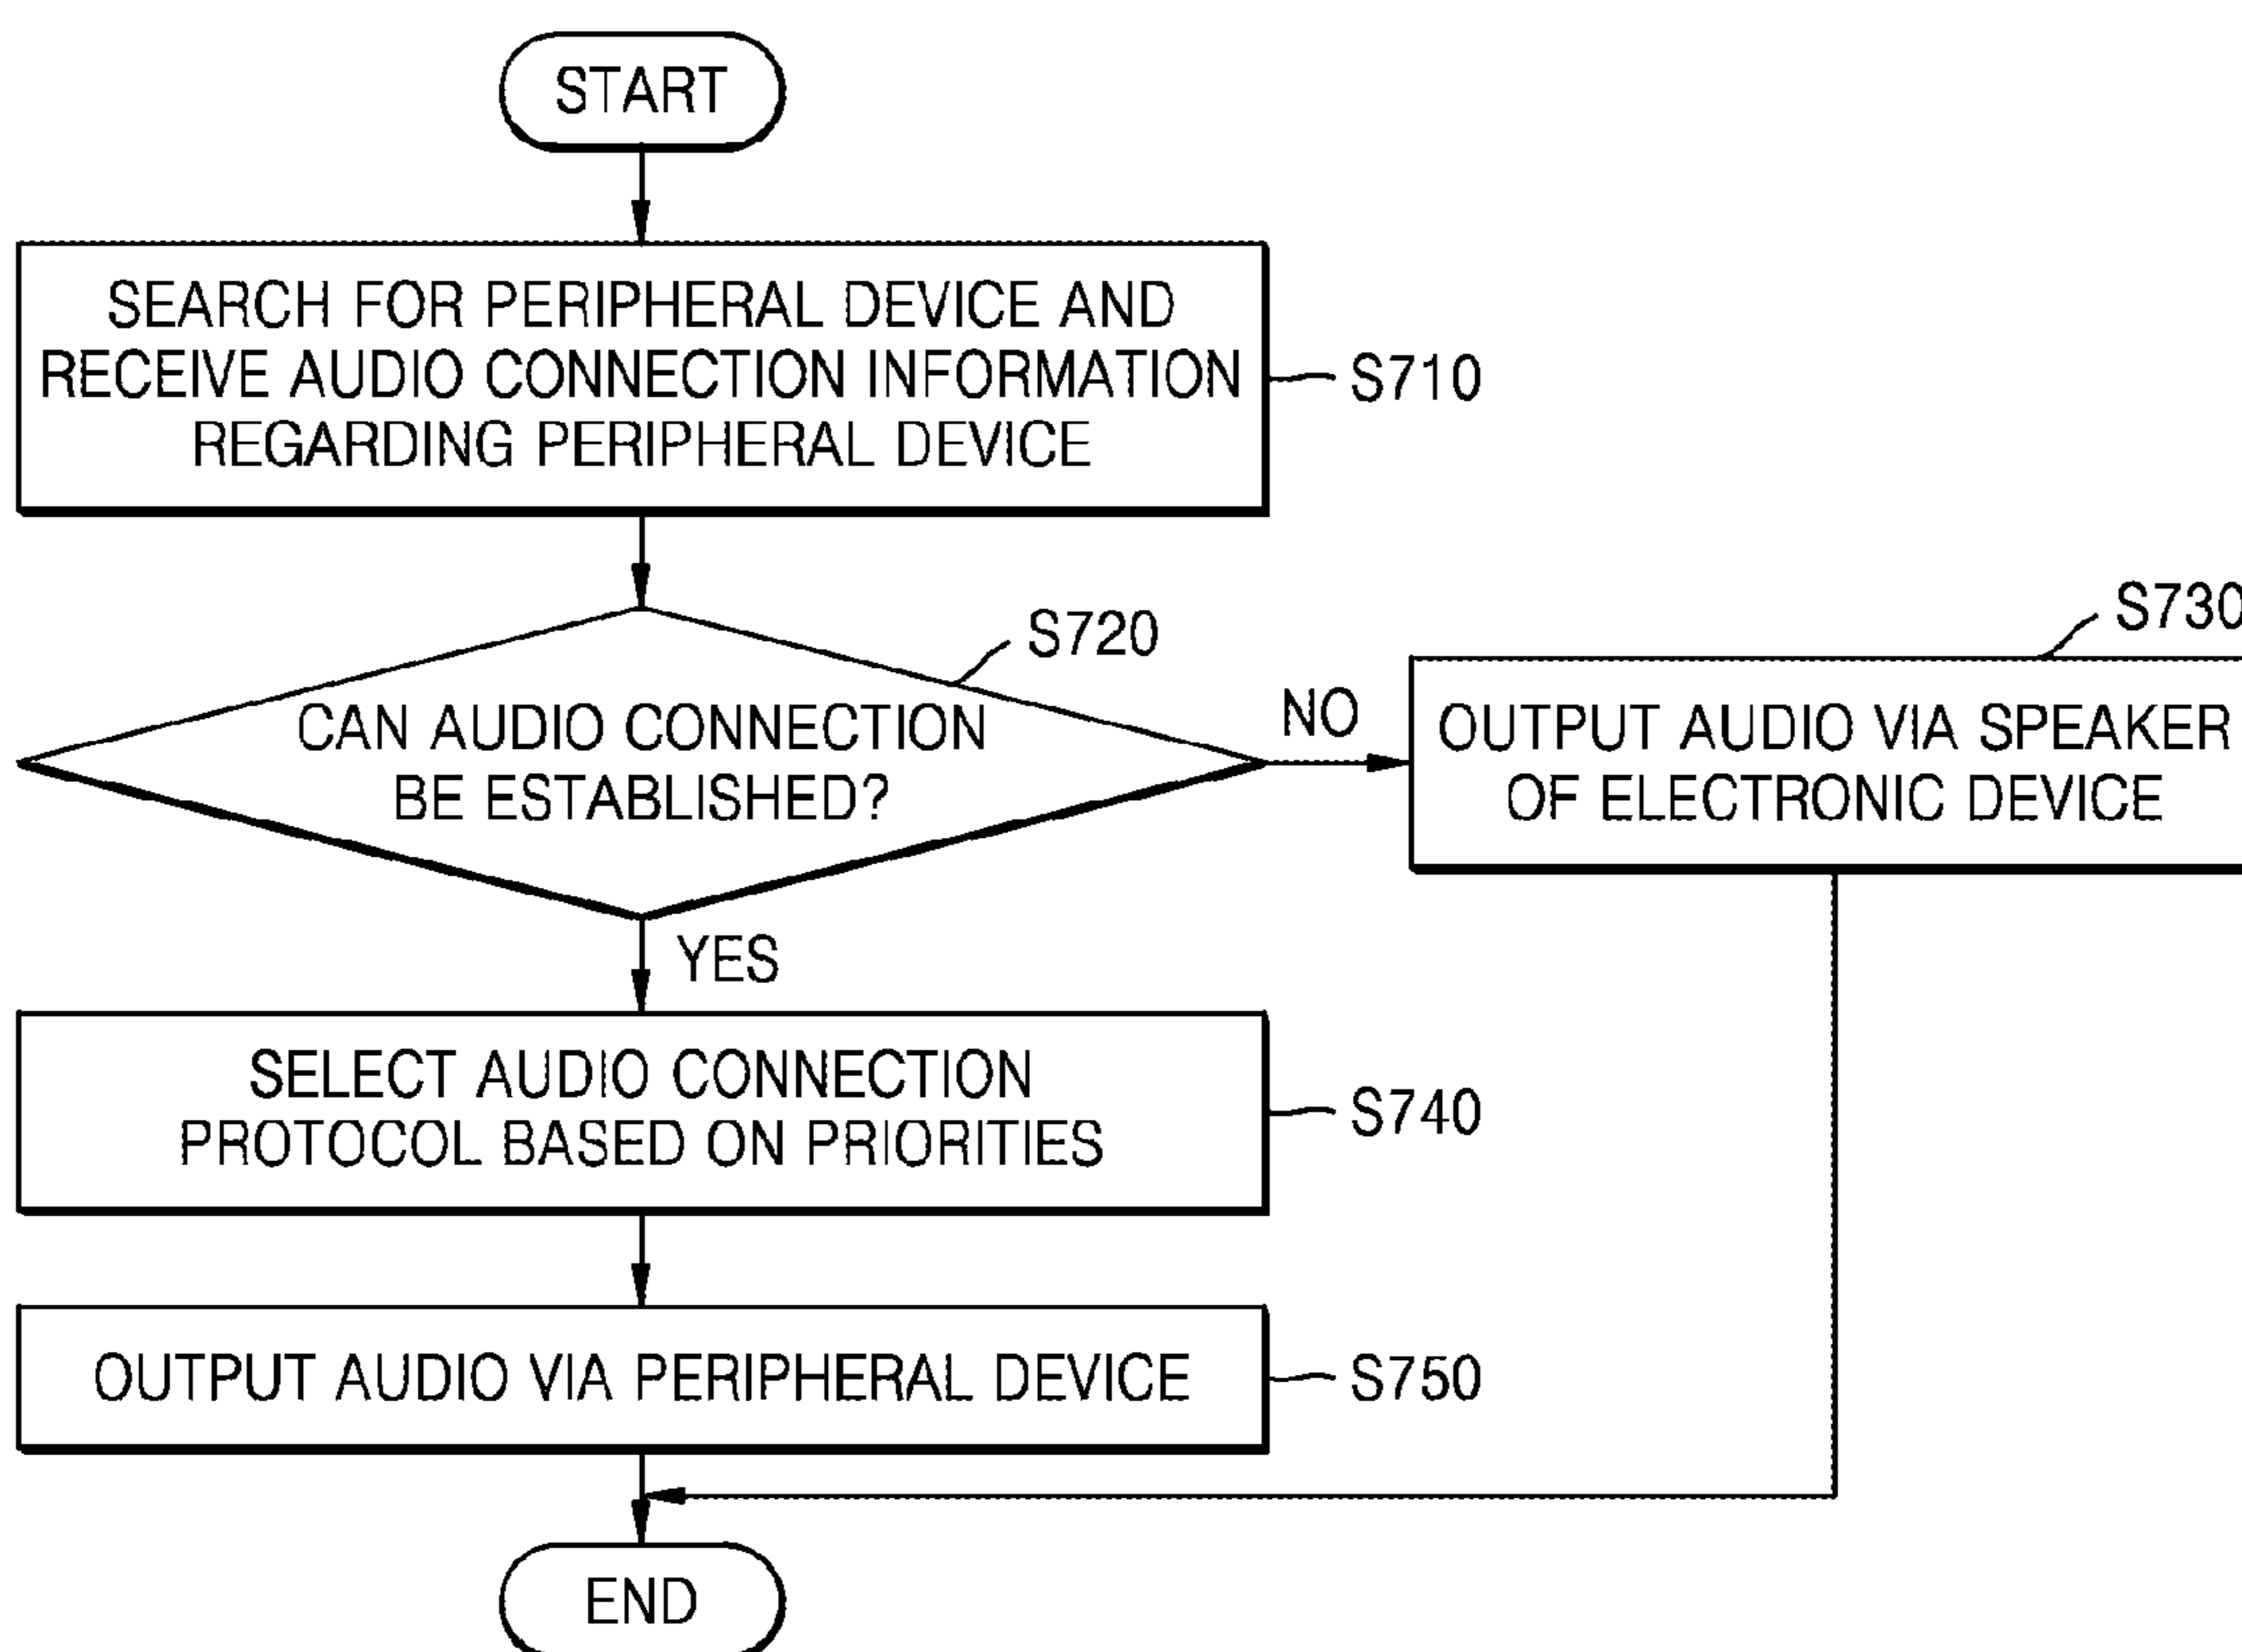 START
SEARCH FOR PERIPHERAL DEVICE AND
RECEIVE AUDIO CONNECTION INFORMATION
REGARDING PERIPHERAL DEVICE
S710
S720
CAN AUDIO CONNECTION
BE ESTABLISHED?
NO
S730
OUTPUT AUDIO VIA SPEAKER
OF ELECTRONIC DEVICE
YES
SELECT AUDIO CONNECTION
PROTOCOL BASED ON PRIORITIES
S740
OUTPUT AUDIO VIA PERIPHERAL DEVICE
S750
END